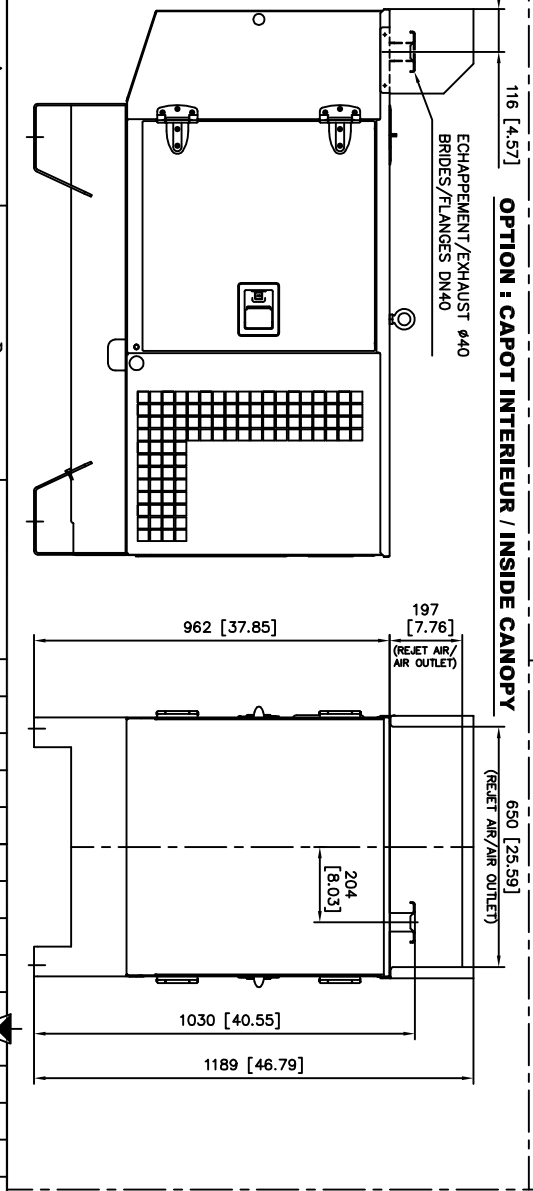 OPTION : CAPOT INTERIEUR / INSIDE CANOPY
116 [4.57]
ECHAPPEMENT/EXHAUST ø40
BRIDES/FLANGES DN40
962 [37.85]
197
[7.76]
(REJET AIR/
AIR OUTLET)
650 [25.59]
(REJET AIR/AIR OUTLET)
204
[8.03]
1030 [40.55]
1189 [46.79]